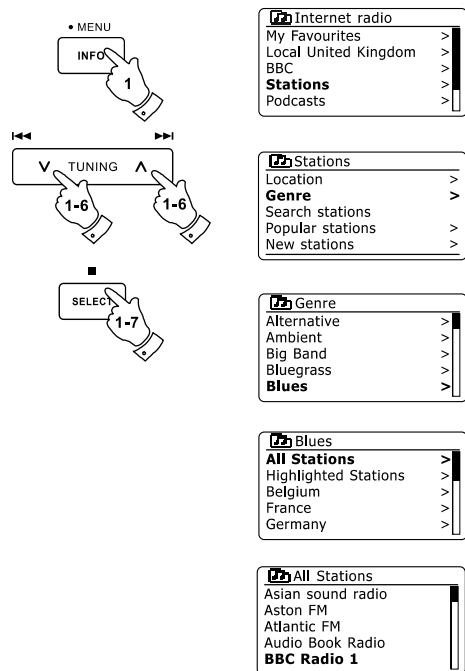 • MENU
INFO
1
TUNING
1-6
1-6
SELECT
1-7
Internet radio
My Favourites >
Local United Kingdom >
BBC >
Stations >
Podcasts >
Stations
Location >
Genre >
Search stations
Popular stations >
New stations >
Genre
Alternative >
Ambient >
Big Band >
Bluegrass >
Blues >
Blues
All Stations >
Highlighted Stations >
Belgium >
France >
Germany >
All Stations
Asian sound radio
Aston FM
Atlantic FM
Audio Book Radio
BBC Radio 1